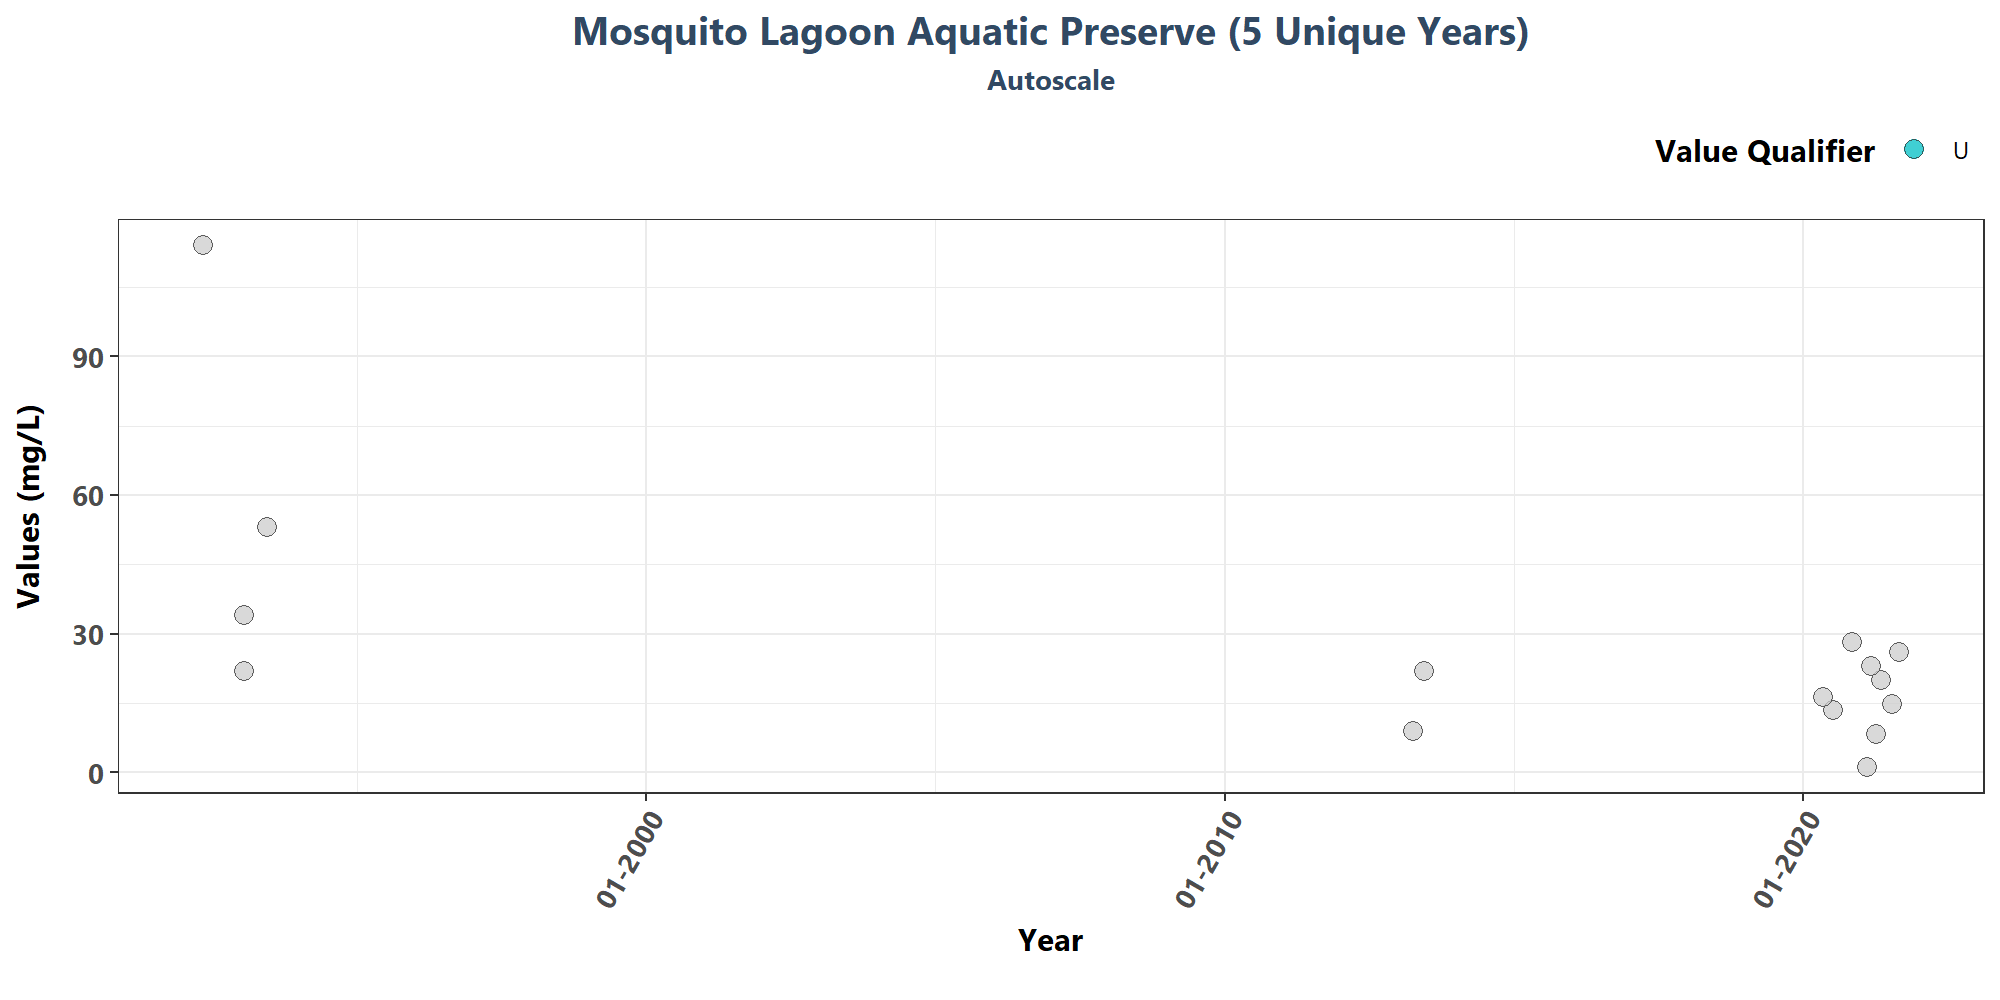 Mosquito Lagoon Aquatic Preserve (5 Unique Years)
Autoscale
Value Qualifier U
Values (mg/L)
90
60
30
0
01-2000 01-2010 01-2020
Year